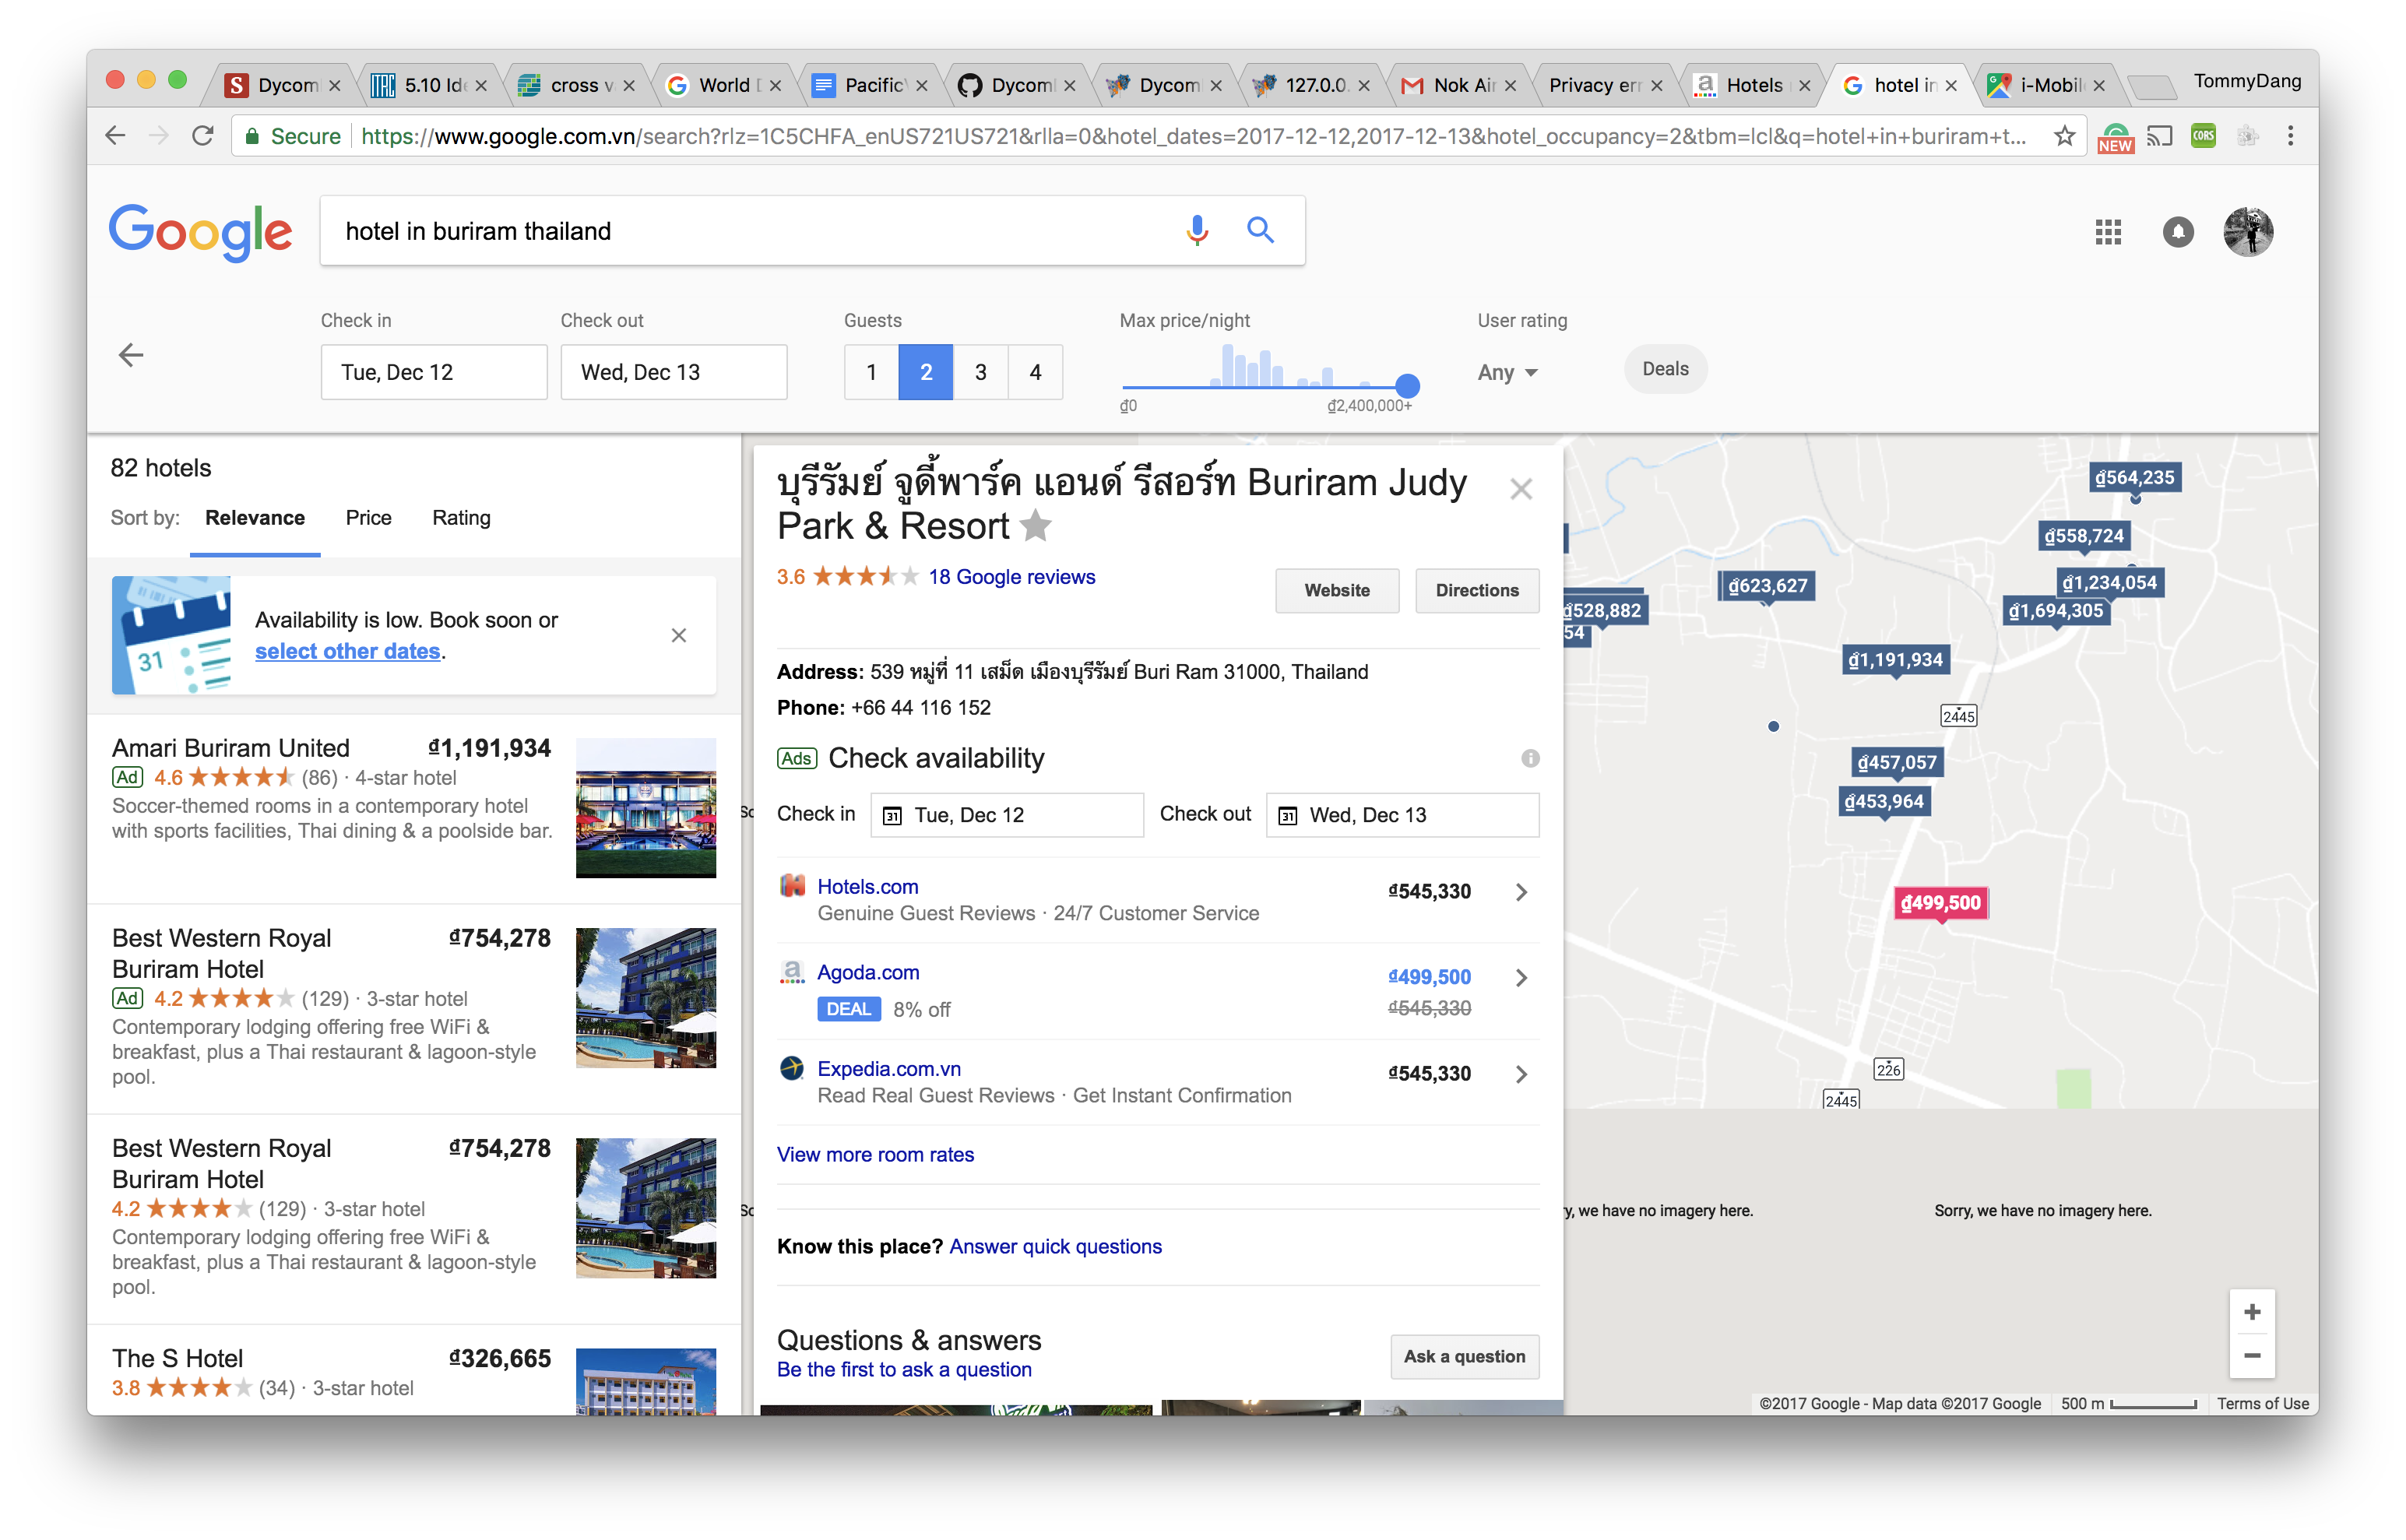 Dycom
5.10 Ide
cross v
World D
Pacific
Dycom
Dycom
127.0.0.
Nok Air
Privacy err
Hotels
hotel in
i-Mobil
TommyDang
Secure
https://www.google.com.vn/search?rlz=1C5CHFA_enUS721US721&rlla=0&hotel_dates=2017-12-12,2017-12-13&hotel_occupancy=2&tbm=lcl&q=hotel+in+buriram+t...
NEW
CORS
Google
hotel in buriram thailand
Check in
Check out
Guests
Max price/night
User rating
Tue, Dec 12
Wed, Dec 13
1 2 3 4
Any
Deals
₫0
₫2,400,000+
82 hotels
Sort by: Relevance Price Rating
31
Availability is low. Book soon or
select other dates.
Amari Buriram United ₫1,191,934
Ad 4.6 (86) · 4-star hotel
Soccer-themed rooms in a contemporary hotel
with sports facilities, Thai dining & a poolside bar.
Best Western Royal ₫754,278
Buriram Hotel
Ad 4.2 (129) · 3-star hotel
Contemporary lodging offering free WiFi &
breakfast, plus a Thai restaurant & lagoon-style
pool.
Best Western Royal ₫754,278
Buriram Hotel
4.2 (129) · 3-star hotel
Contemporary lodging offering free WiFi &
breakfast, plus a Thai restaurant & lagoon-style
pool.
The S Hotel ₫326,665
3.8 (34) · 3-star hotel
บุรีรัมย์ จูดี้พาร์ค แอนด์ รีสอร์ท Buriram Judy
Park & Resort
3.6 18 Google reviews
Website
Directions
Address: 539 หมู่ที่ 11 เสม็ด เมืองบุรีรัมย์ Buri Ram 31000, Thailand
Phone: +66 44 116 152
Ads Check availability
Check in 31 Tue, Dec 12 Check out 31 Wed, Dec 13
Hotels.com ₫545,330
Genuine Guest Reviews · 24/7 Customer Service
Agoda.com ₫499,500
DEAL 8% off ₫545,330
Expedia.com.vn ₫545,330
Read Real Guest Reviews · Get Instant Confirmation
View more room rates
Know this place? Answer quick questions
Questions & answers
Be the first to ask a question
Ask a question
₫564,235
₫558,724
₫1,234,054
₫623,627
₫528,882
54
₫1,694,305
₫1,191,934
2445
₫457,057
₫453,964
₫499,500
226
2445
Sc
Sc
y, we have no imagery here.
Sorry, we have no imagery here.
+
−
©2017 Google - Map data ©2017 Google 500 m Terms of Use